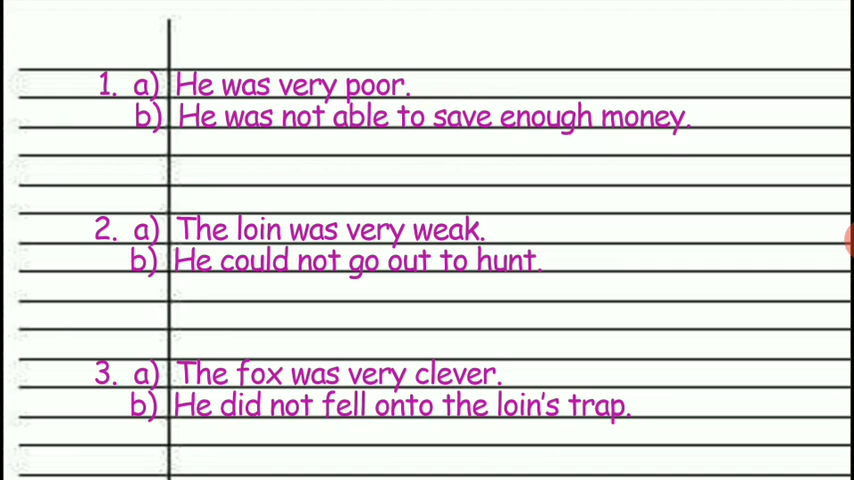 1. a) He was very poor.
b) He was not able to save enough money.
2. a) The loin was very weak.
b) He could not go out to hunt.
3. a) The fox was very clever.
b) He did not fell onto the loin's trap.